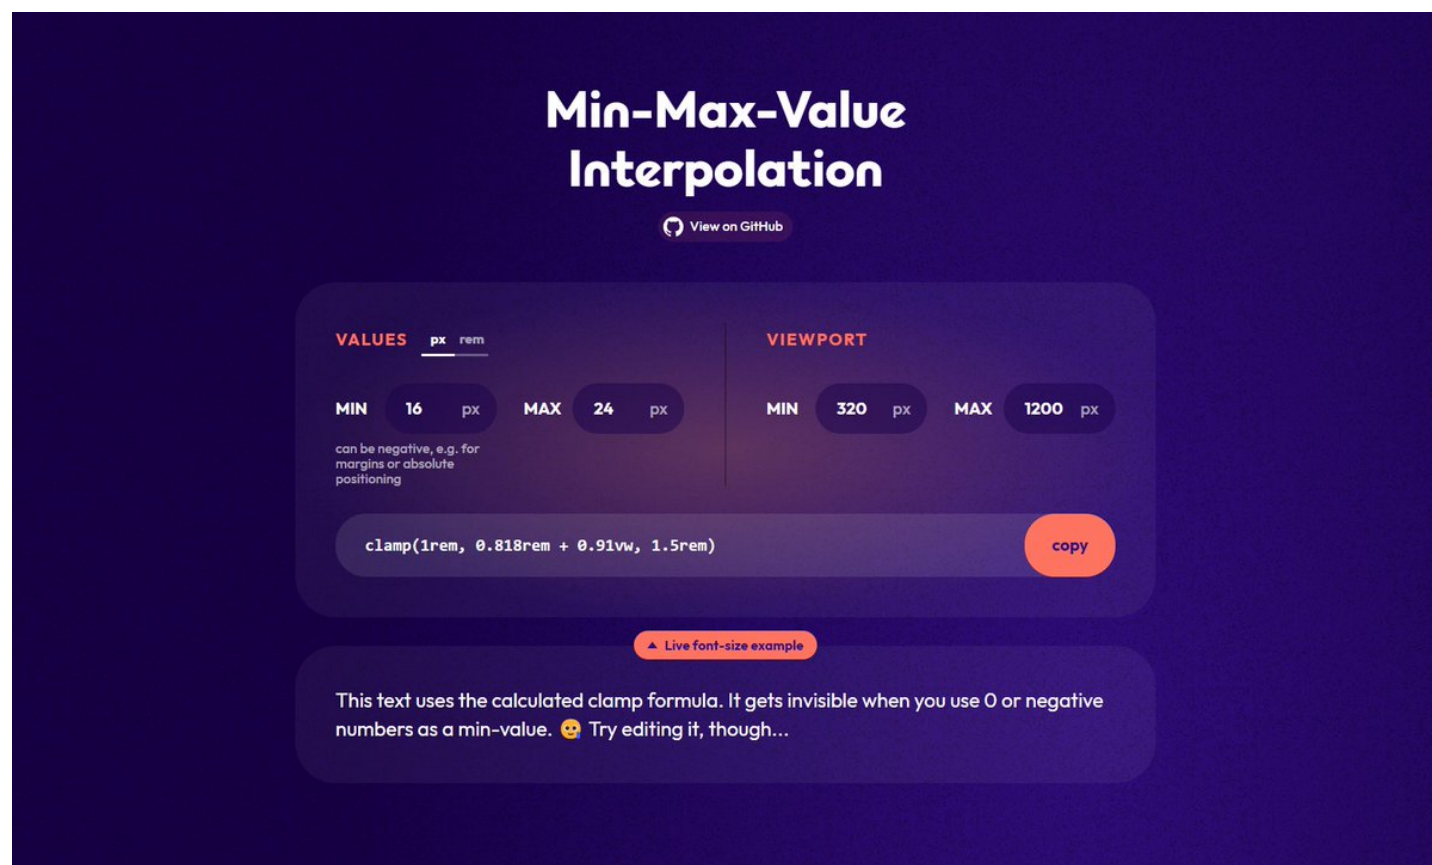 Min-Max-Value
Interpolation
View on GitHub
VALUES px rem
VIEWPORT
MIN 16 px MAX 24 px
MIN 320 px MAX 1200 px
can be negative, e.g. for
margins or absolute
positioning
clamp(1rem, 0.818rem + 0.91vw, 1.5rem)
copy
Live font-size example
This text uses the calculated clamp formula. It gets invisible when you use 0 or negative
numbers as a min-value. 🥲 Try editing it, though...